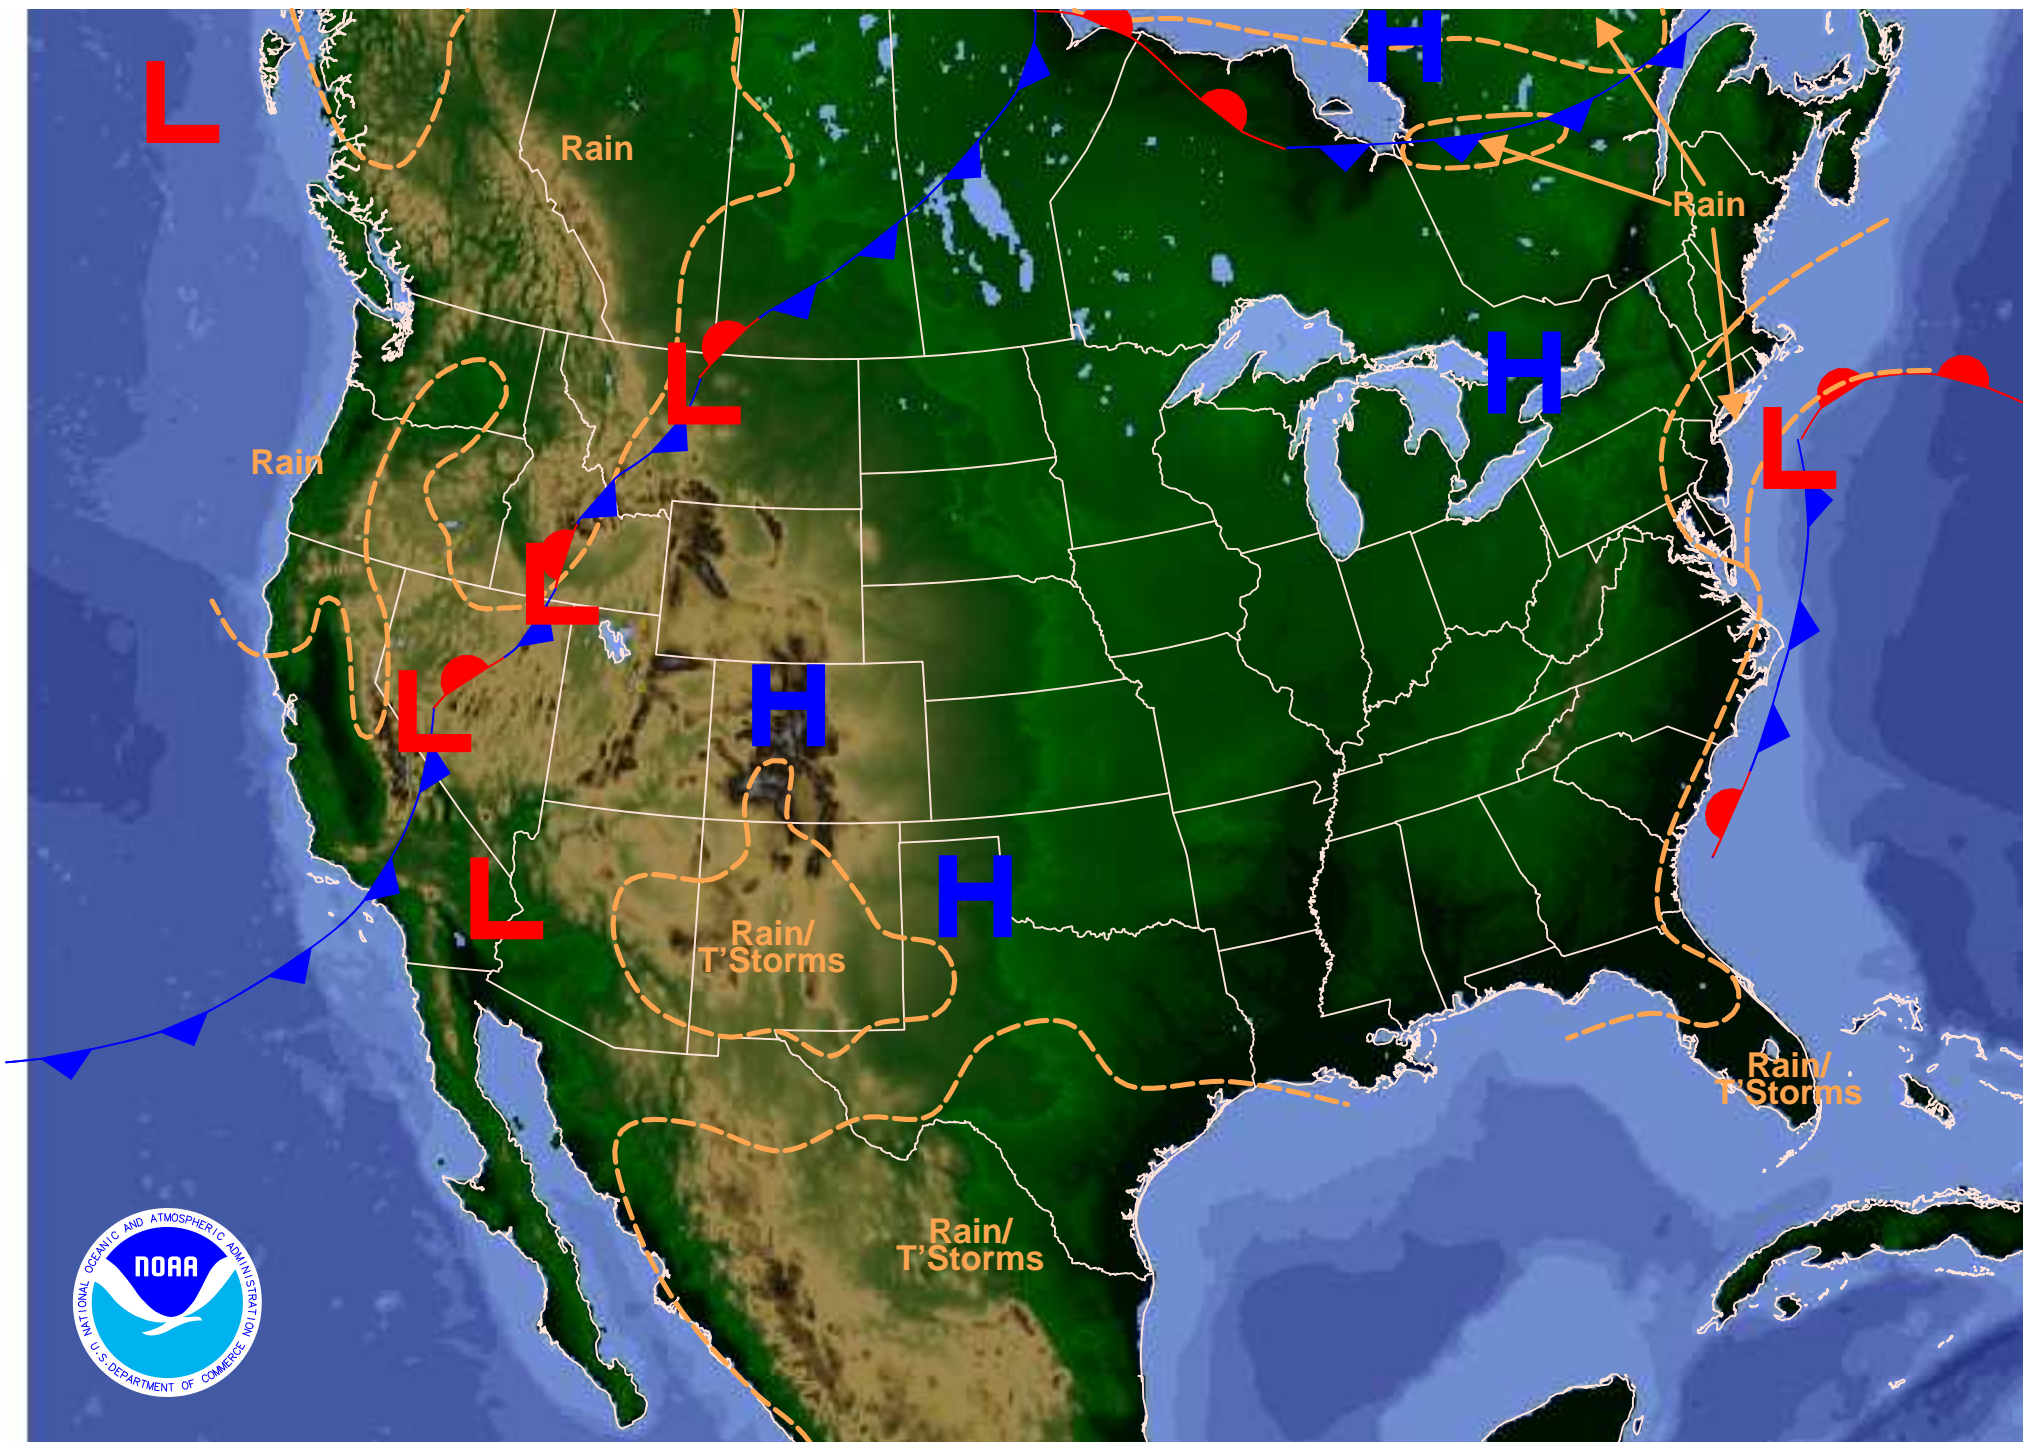 H
L
Rain
Rain
H
L
L
Rain
L
L
H
L
H
Rain/
T'Storms
Rain/
T'Storms
Rain/
T'Storms
NATIONAL OCEANIC AND ATMOSPHERIC ADMINISTRATION
NOAA
U.S. DEPARTMENT OF COMMERCE